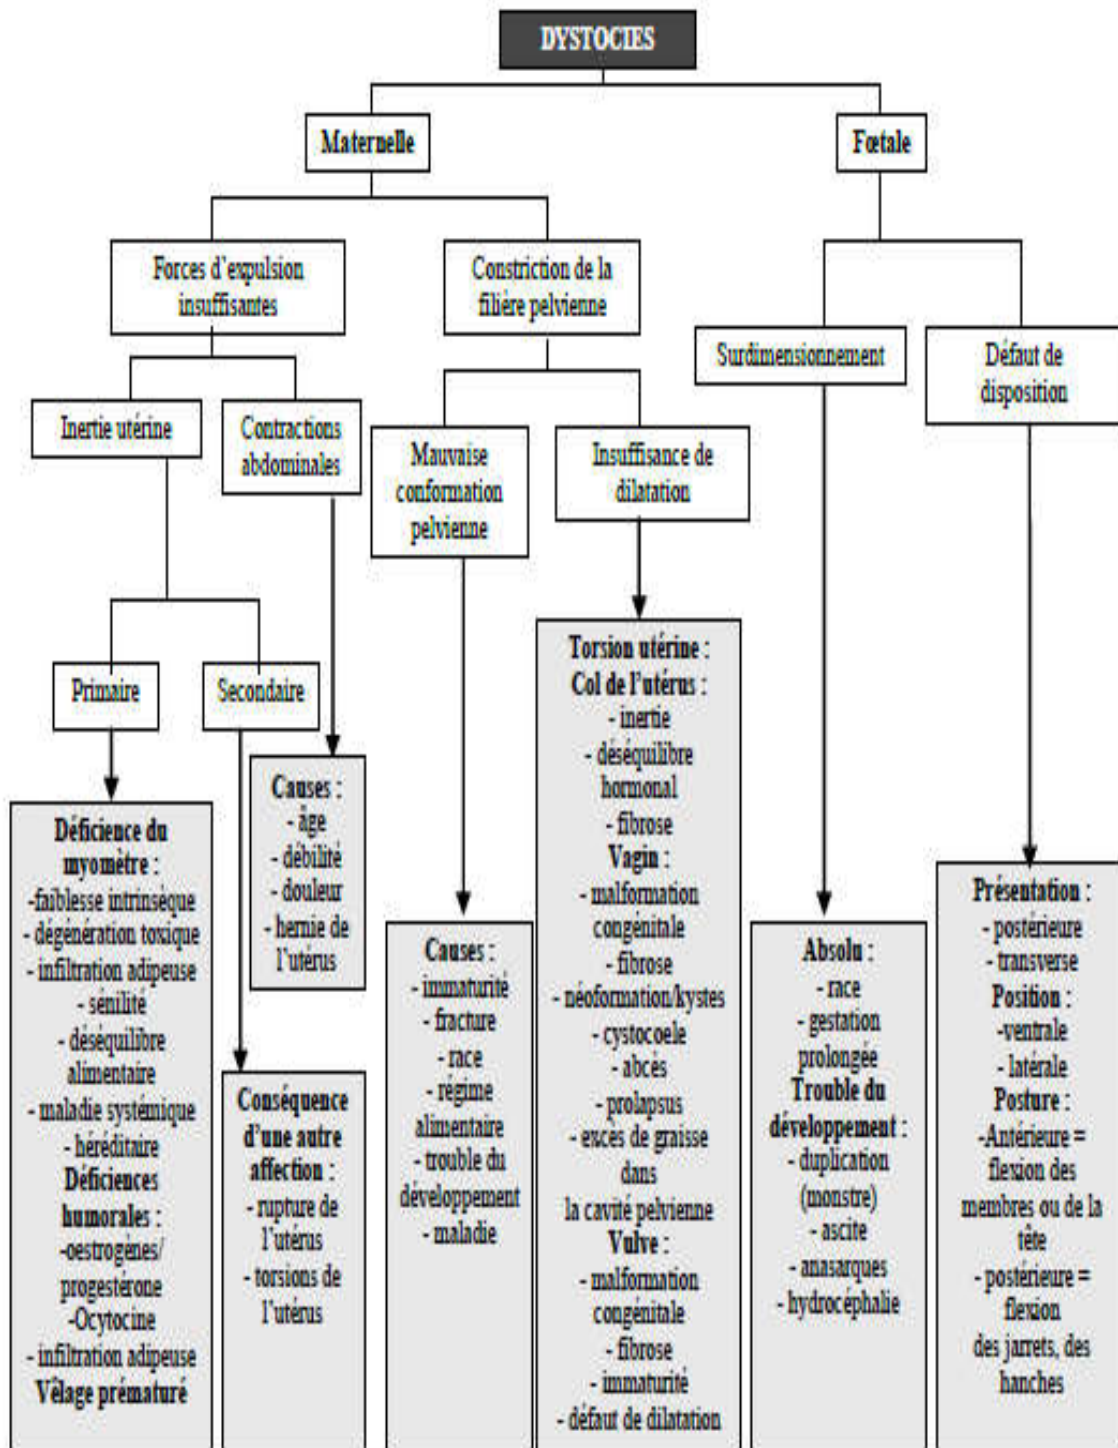 DYSTOCIES
Maternelle
Fœtale
Forces d'expulsion
insuffisantes
Constriction de la
filière pelvienne
Surdimensionnement
Défaut de
disposition
Inertie utérine
Contractions
abdominales
Mauvaise
conformation
pelvienne
Insuffisance de
dilatation
Primaire
Secondaire
Déficience du
myomètre :
-faiblesse intrinsèque
- dégénération toxique
- infiltration adipeuse
- sénilité
- déséquilibre
alimentaire
- maladie systémique
- héréditaire
Déficiences
humorales :
-oestrogènes/
progestérone
-Ocytocine
- infiltration adipeuse
Vêlage prématuré
Conséquence
d'une autre
affection :
- rupture de
l'utérus
- torsions de
l'utérus
Causes :
- âge
- débilité
- douleur
- hernie de
l'utérus
Causes :
- immaturité
- fracture
- race
- régime
alimentaire
- trouble du
développement
- maladie
Torsion utérine :
Col de l'utérus :
- inertie
- déséquilibre
hormonal
- fibrose
Vagin :
- malformation
congénitale
- fibrose
- néoformation/kystes
- cystocoele
- abcés
- prolapsus
- excès de graisse
dans
la cavité pelvienne
Vulve :
- malformation
congénitale
- fibrose
- immaturité
- défaut de dilatation
Absolu :
- race
- gestation
prolongée
Trouble du
développement :
- duplication
(monstre)
- ascite
- anasarques
- hydrocéphalie
Présentation :
- postérieure
- transverse
Position :
-ventrale
- latérale
Posture :
-Antérieure =
flexion des
membres ou de la
tête
- postérieure =
flexion
des jarrets, des
hanches